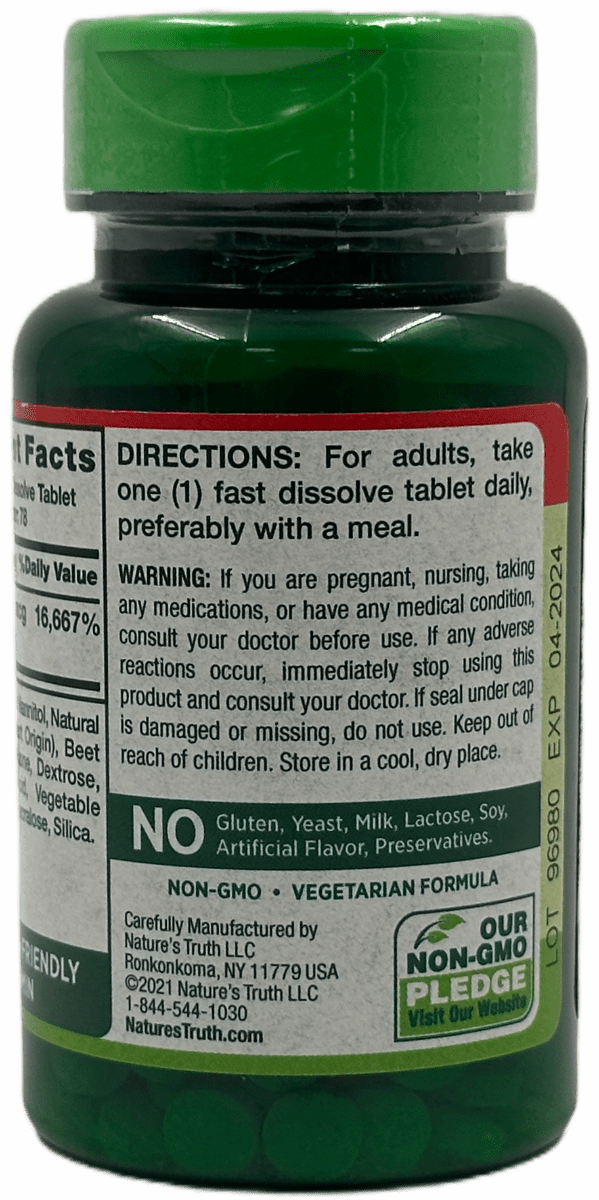 t Facts
solve Tablet
78
%Daily Value
mcg 16,667%
Mannitol, Natural
Origin), Beet
Dextrose,
Vegetable
Sucralose, Silica.
FRIENDLY
DIRECTIONS: For adults, take
one (1) fast dissolve tablet daily,
preferably with a meal.
WARNING: If you are pregnant, nursing, taking
any medications, or have any medical condition,
consult your doctor before use. If any adverse
reactions occur, immediately stop using this
product and consult your doctor. If seal under cap
is damaged or missing, do not use. Keep out of
reach of children. Store in a cool, dry place.
NO Gluten, Yeast, Milk, Lactose, Soy,
Artificial Flavor, Preservatives.
NON-GMO • VEGETARIAN FORMULA
Carefully Manufactured by
Nature's Truth LLC
Ronkonkoma, NY 11779 USA
©2021 Nature's Truth LLC
1-844-544-1030
NaturesTruth.com
OUR
NON-GMO
PLEDGE
Visit Our Website
LOT 96980 EXP 04-2024